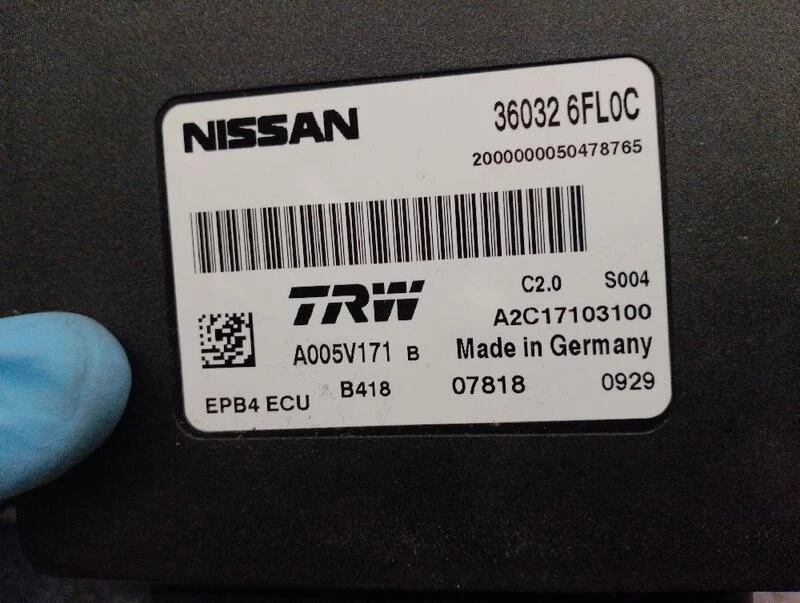 NISSAN
36032 6FL0C
2000000050478765
TRW
C2.0 S004
A2C17103100
A005V171 B
Made in Germany
EPB4 ECU B418 07818 0929